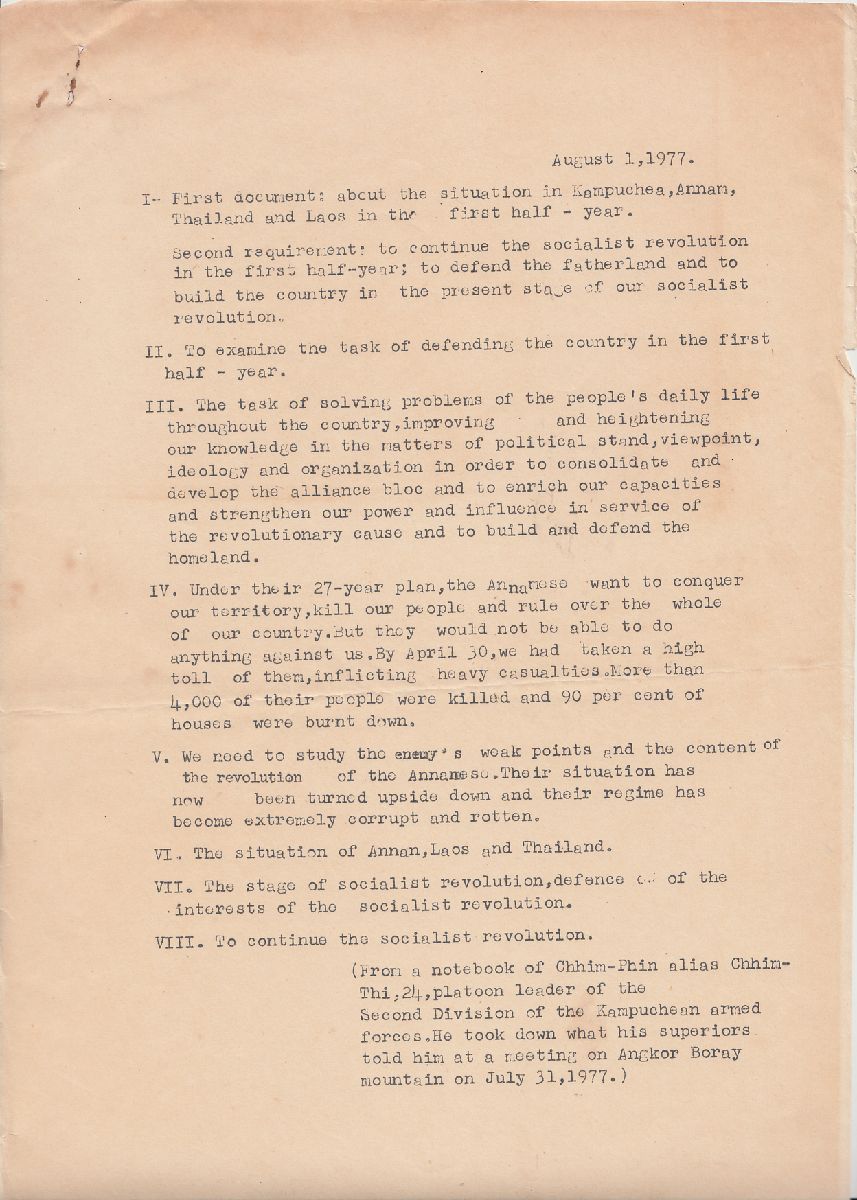 August 1,1977.
I- First document: about the situation in Kampuchea,Annam,
Thailand and Laos in the first half - year.
Second requirement: to continue the socialist revolution
in the first half-year; to defend the fatherland and to
build the country in the present stage of our socialist
revolution.
II. To examine the task of defending the country in the first
half - year.
III. The task of solving problems of the people's daily life
throughout the country,improving and heightening
our knowledge in the matters of political stand,viewpoint,
ideology and organization in order to consolidate and
develop the alliance bloc and to enrich our capacities
and strengthen our power and influence in service of
the revolutionary cause and to build and defend the
homeland.
IV. Under their 27-year plan,the Annamese want to conquer
our territory,kill our people and rule over the whole
of our country.But they would not be able to do
anything against us.By April 30,we had taken a high
toll of them,inflicting heavy casualties.More than
4,000 of their people were killed and 90 per cent of
houses were burnt down.
V. We need to study the enemy's weak points and the content of
the revolution of the Annamese.Their situation has
now been turned upside down and their regime has
become extremely corrupt and rotten.
VI. The situation of Annan,Laos and Thailand.
VII. The stage of socialist revolution,defence of the
interests of the socialist revolution.
VIII. To continue the socialist revolution.
(From a notebook of Chhim-Phin alias Chhim-
Thi,24,platoon leader of the
Second Division of the Kampuchean armed
forces.He took down what his superiors
told him at a meeting on Angkor Boray
mountain on July 31,1977.)